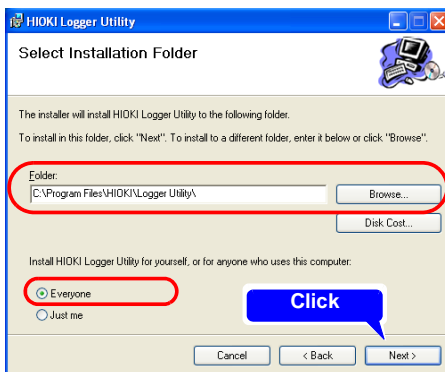 HIOKI Logger Utility
Select Installation Folder
The installer will install HIOKI Logger Utility to the following folder.
To install in this folder, click "Next". To install to a different folder, enter it below or click "Browse".
Folder:
C:\Program Files\HIOKI\Logger Utility\
Browse...
Disk Cost...
Install HIOKI Logger Utility for yourself, or for anyone who uses this computer:
Everyone
Just me
Click
Cancel
< Back
Next >